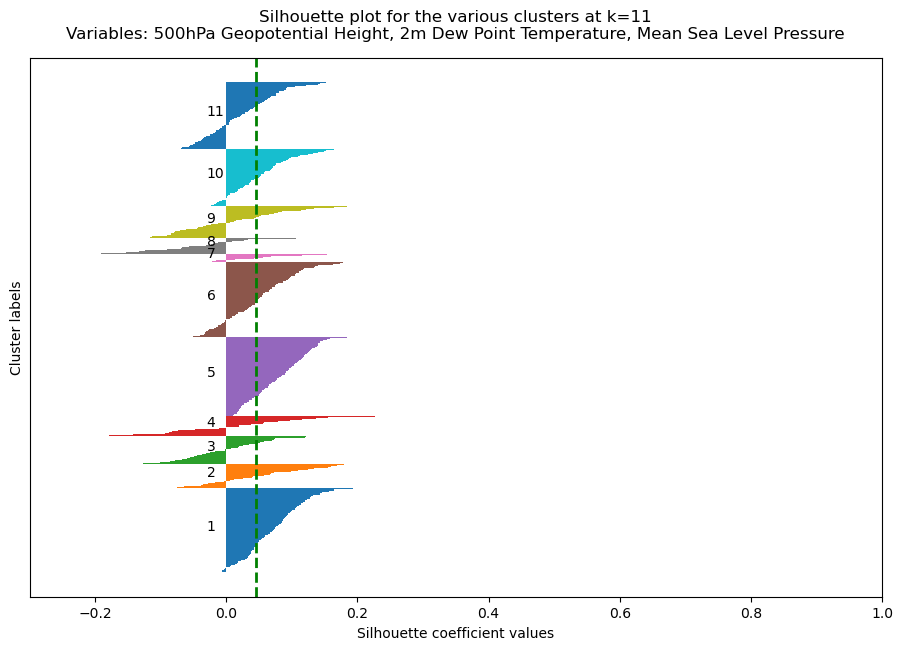 Silhouette plot for the various clusters at k=11
Variables: 500hPa Geopotential Height, 2m Dew Point Temperature, Mean Sea Level Pressure
Cluster labels
11
10
9
8
7
6
5
4
3
2
1
−0.2 0.0 0.2 0.4 0.6 0.8 1.0
Silhouette coefficient values